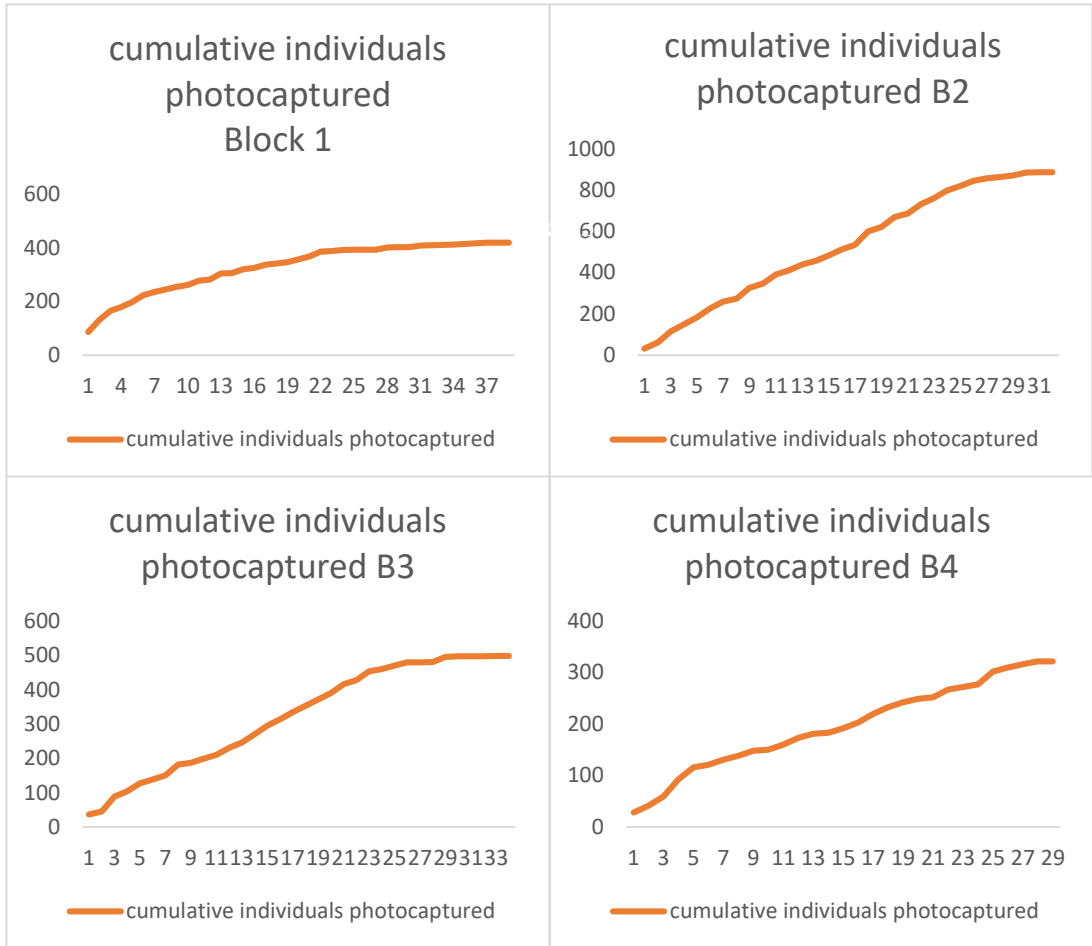 cumulative individuals
photocaptured
Block 1
600
400
200
0
1 4 7 10 13 16 19 22 25 28 31 34 37
cumulative individuals photocaptured
cumulative individuals
photocaptured B2
1000
800
600
400
200
0
1 3 5 7 9 11 13 15 17 19 21 23 25 27 29 31
cumulative individuals photocaptured
cumulative individuals
photocaptured B3
600
500
400
300
200
100
0
1 3 5 7 9 11 13 15 17 19 21 23 25 27 29 31 33
cumulative individuals photocaptured
cumulative individuals
photocaptured B4
400
300
200
100
0
1 3 5 7 9 11 13 15 17 19 21 23 25 27 29
cumulative individuals photocaptured